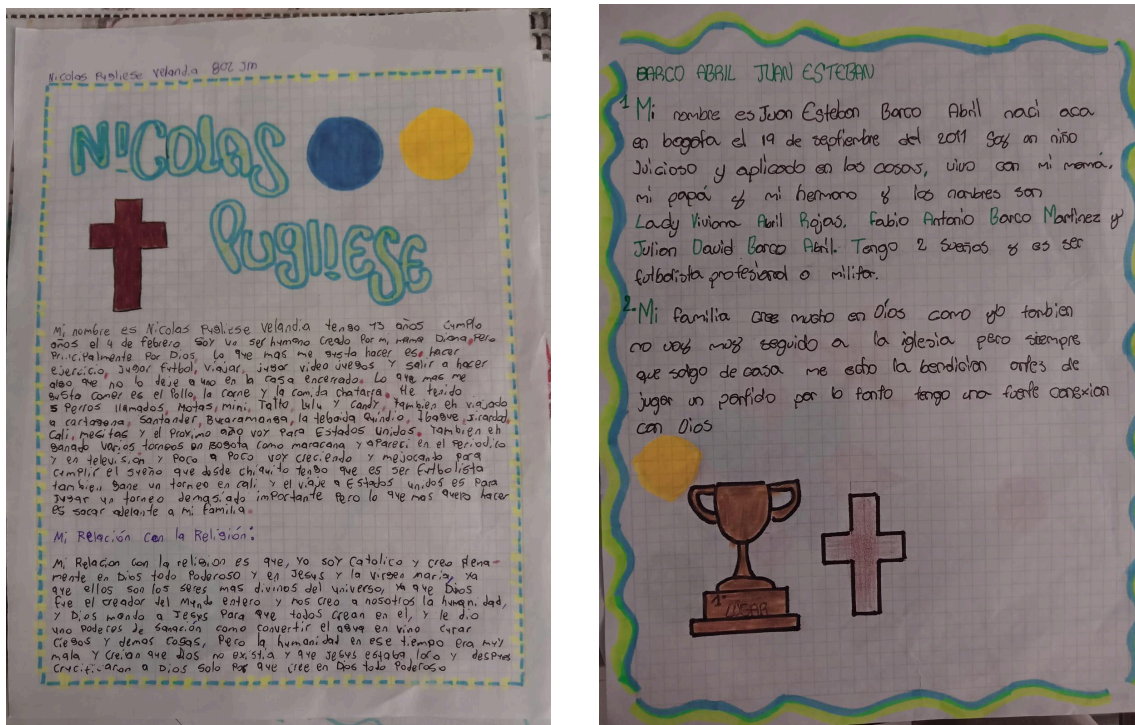 Nicolas Pugliese Velandia 802 Jm
NiCOLAS
PugliESE
Mi nombre es Nicolas Pugliese Velandia tengo 13 años cumplo
años el 4 de febrero soy un ser humano creado por mi mama Diana, pero
principalmente por Dios, Lo que mas me gusta hacer es, hacer
ejercicio, jugar futbol, viajar, jugar video juegos y salir a hacer
algo que no lo deje a uno en la casa encerrado. Lo que mas me
gusta comer es el pollo, la carne y la comida chatarra. He tenido
5 perros llamados, Motas, mini, Taito, Lulu y Candy, Tambien eh viajado
a cartagena, Santander, Bucaramanga, la tebaida Quindio, Ibague, jirardot,
Cali, mesitas y el proximo año voy para Estados Unidos. Tambien eh
ganado varios torneos en Bogota como maracana y apareci en el periodico
y en television y poco a poco voy creciendo y mejorando para
cumplir el sueño que desde chiquito tengo que es ser futbolista
tambien gane un torneo en cali y el viaje a Estados unidos es para
jugar un torneo demasiado importante pero lo que mas quero hacer
es sacar adelante a mi familia.
Mi Relación con la Religión:
Mi Relacion con la religion es que, yo soy Catolico y creo plena-
mente en Dios todo Poderoso y en Jesus y la virgen maria, ya
que ellos son los seres mas divinos del universo, ya que Dios
fue el creador del mundo entero y nos creo a nosotros la humanidad,
y Dios mando a Jesus para que todos crean en el, y le dio
uno poderes de sanación como convertir el agua en vino curar
ciegos y demas cosas, pero la humanidad en ese tiempo era muy
mala y creian que Dios no existia y que Jesus estaba loco y despues
crucificaron a Dios solo por que cree en Dios todo Poderoso
BARCO ABRIL JUAN ESTEBAN
1 Mi nombre es Juan Esteban Barco Abril naci aca
en bogota el 19 de septiembre del 2011 Soy un niño
Juicioso y aplicado en las cosas, vivo con mi mamá,
mi papá y mi hermano y los nombres son
Lady Viviana Abril Rojas, Fabio Antonio Barco Martinez y
Julian David Barco Abril. Tengo 2 sueños y es ser
futbolista profesional o militar.
2. Mi familia cree mucho en Dios como yo tanbien
no voy muy seguido a la iglesia pero siempre
que salgo de casa me echo la bendicion antes de
jugar un partido por lo tanto tengo una fuerte conexion
con Dios
1° LUGAR